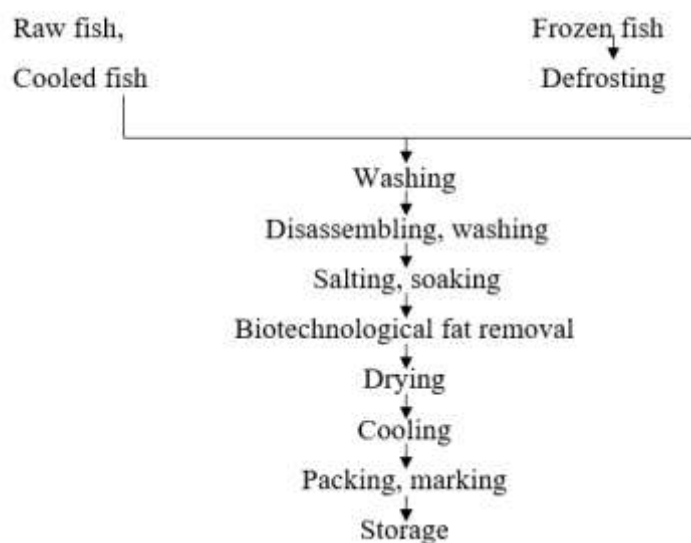 Raw fish,
Frozen fish
Cooled fish
Defrosting
Washing
Disassembling, washing
Salting, soaking
Biotechnological fat removal
Drying
Cooling
Packing, marking
Storage